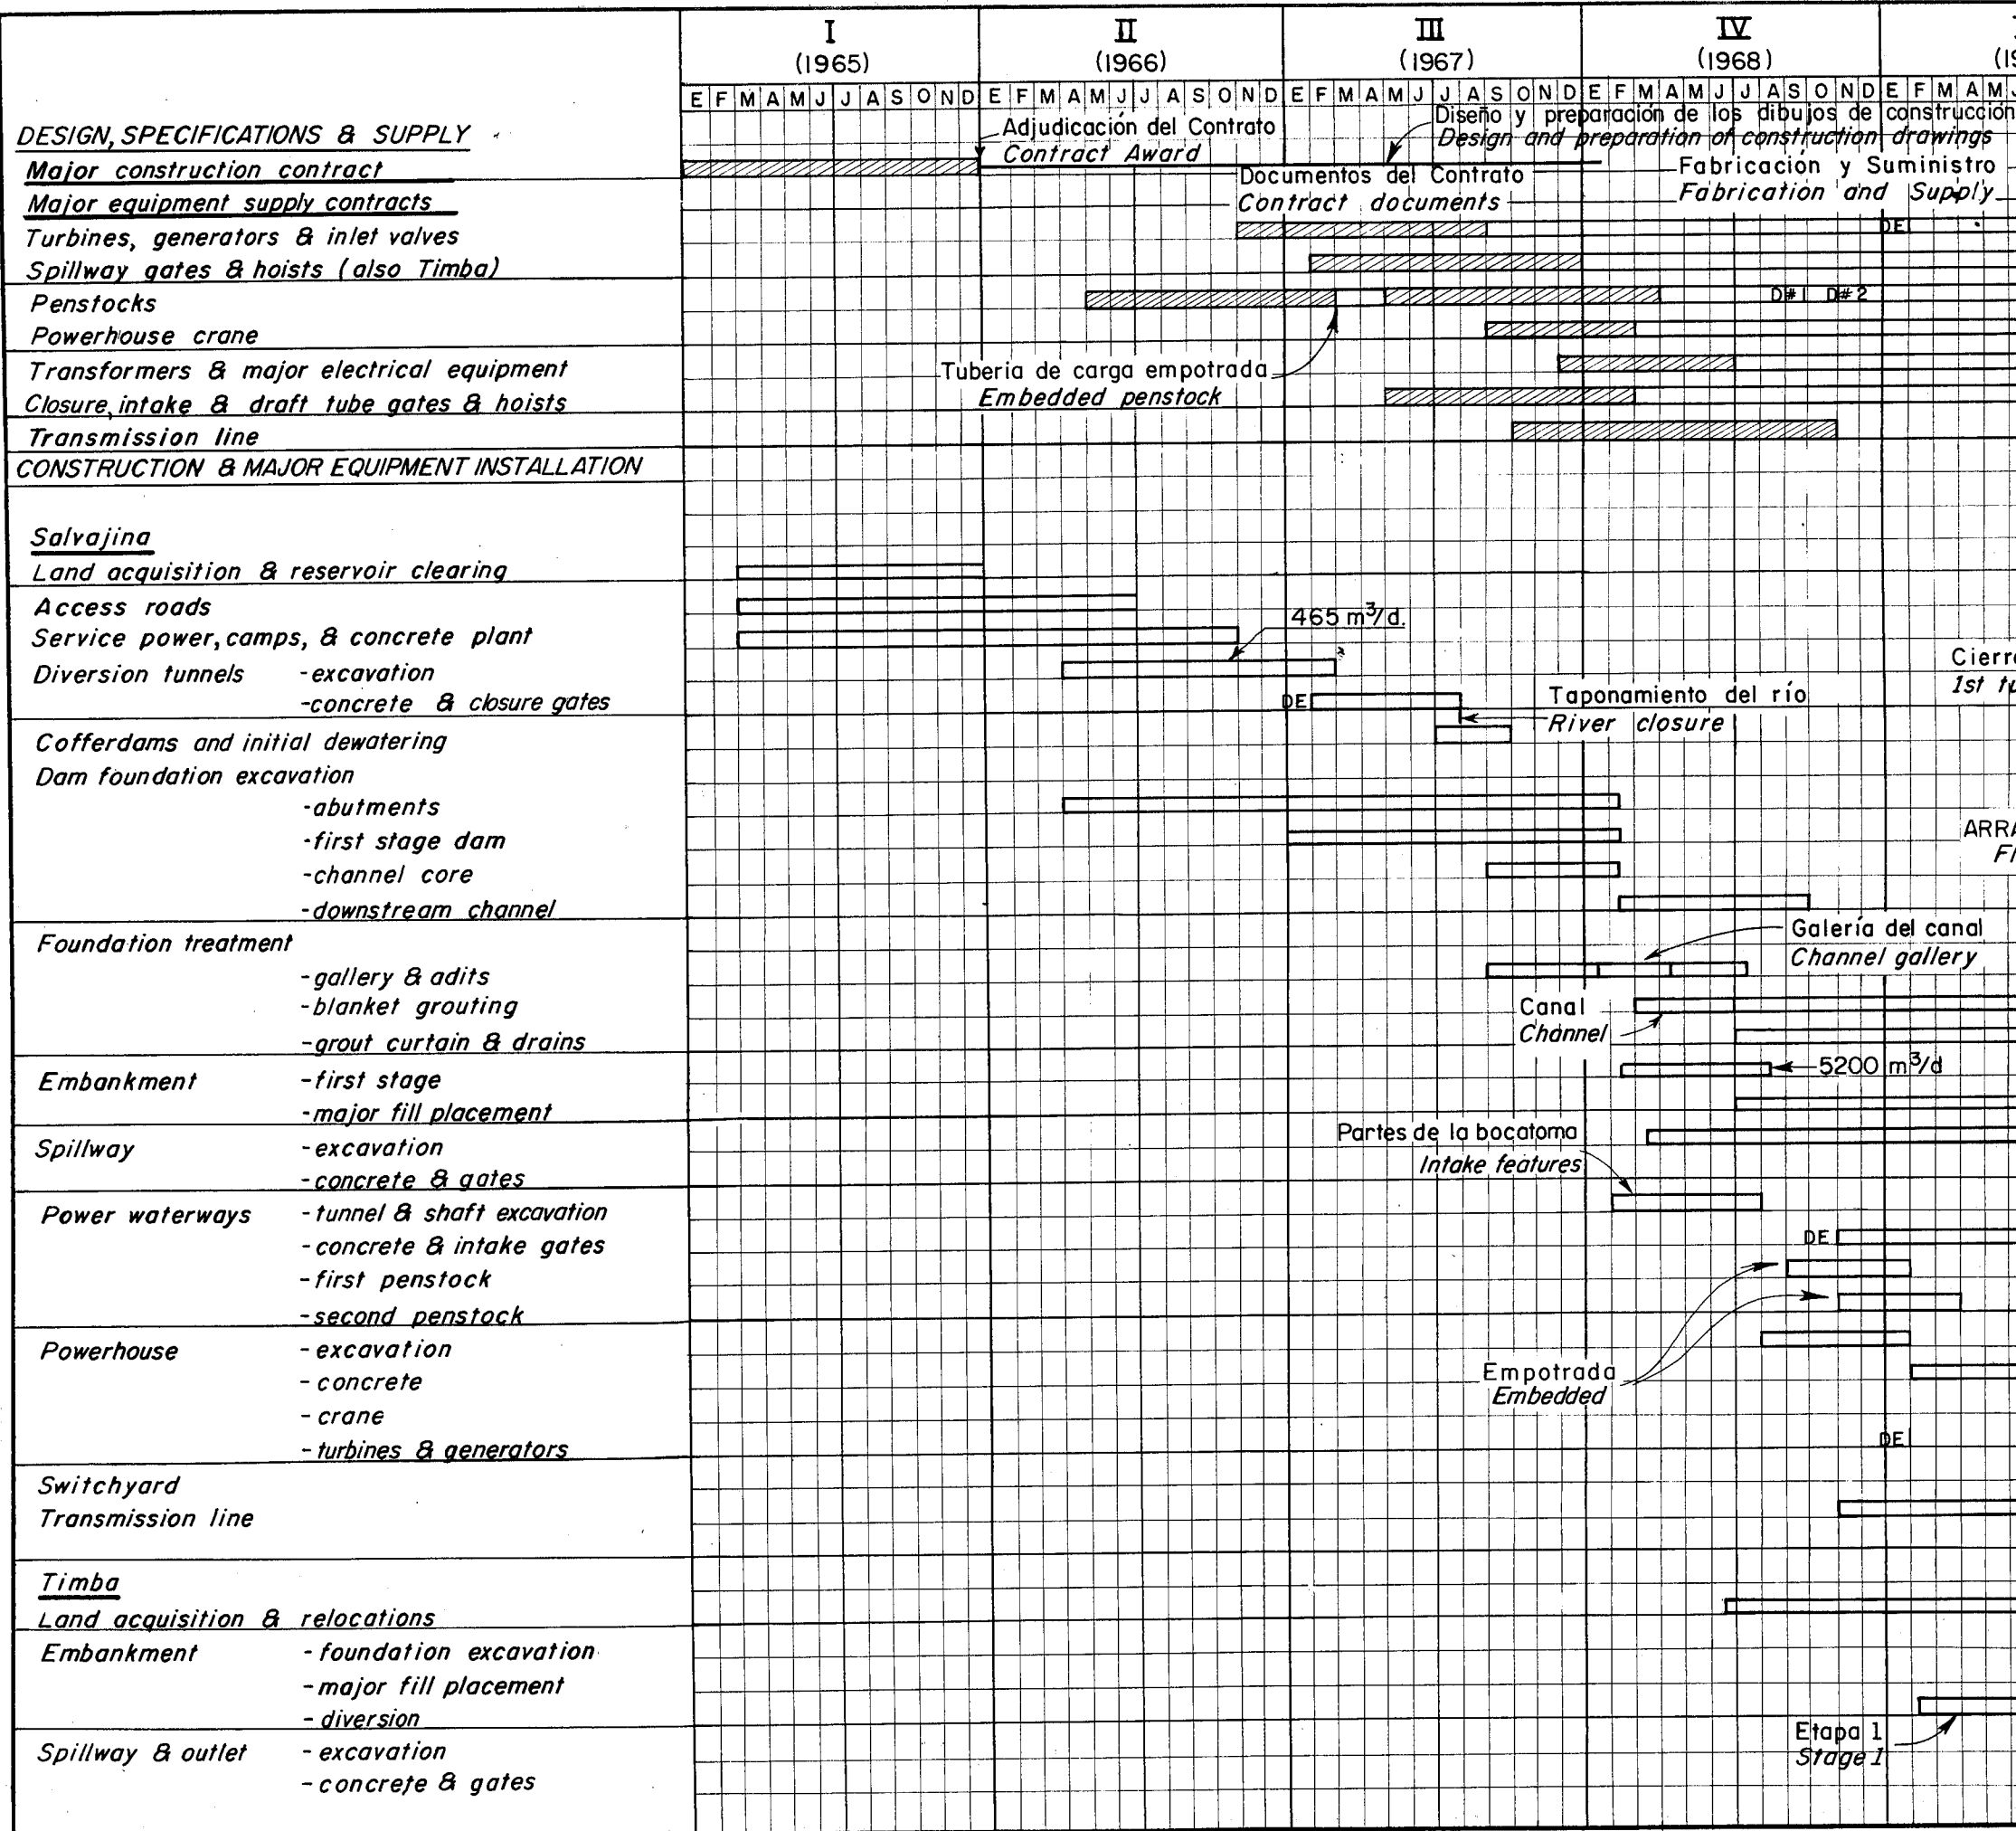 I II III IV
(1965) (1966) (1967) (1968)
E F M A M J J A S O N D E F M A M J J A S O N D E F M A M J J A S O N D E F M A M J J A S O N D E F M A M
DESIGN, SPECIFICATIONS & SUPPLY
Adjudicación del Contrato
Contract Award
Diseño y preparación de los dibujos de construcción
Design and preparation of construction drawings
Major construction contract
Documentos del Contrato
Contract documents
Fabricación y Suministro
Fabrication and Supply
Major equipment supply contracts
Turbines, generators & inlet valves
DE
Spillway gates & hoists (also Timba)
Penstocks
D#1 D#2
Powerhouse crane
Transformers & major electrical equipment
Tubería de carga empotrada
Embedded penstock
Closure, intake & draft tube gates & hoists
Transmission line
CONSTRUCTION & MAJOR EQUIPMENT INSTALLATION
Salvajina
Land acquisition & reservoir clearing
Access roads
465 m³/d.
Service power, camps, & concrete plant
Diversion tunnels - excavation
-concrete & closure gates
DE
Taponamiento del río
River closure
1st
Cofferdams and initial dewatering
Dam foundation excavation
-abutments
-first stage dam
-channel core
-downstream channel
Foundation treatment
Galería del canal
Channel gallery
-gallery & adits
-blanket grouting
Canal
Channel
-grout curtain & drains
Embankment -first stage
5200 m³/d
-major fill placement
Partes de la bocatoma
Intake features
Spillway -excavation
-concrete & gates
Power waterways -tunnel & shaft excavation
-concrete & intake gates
DE
-first penstock
-second penstock
Powerhouse -excavation
-concrete
Empotrada
Embedded
-crane
-turbines & generators
DE
Switchyard
Transmission line
Timba
Land acquisition & relocations
Embankment -foundation excavation
-major fill placement
-diversion
Etapa 1
Stage 1
Spillway & outlet -excavation
-concrete & gates